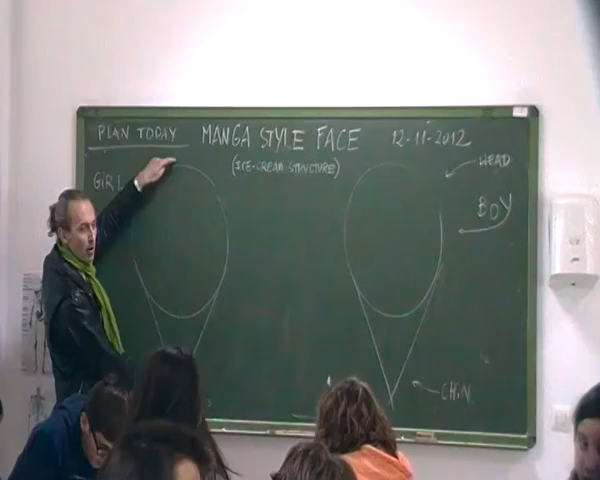 PLAN TODAY MANGA STYLE FACE 12-11-2012
(ICE-CREAM STRUCTURE)
HEAD
GIRL
BOY
CHIN